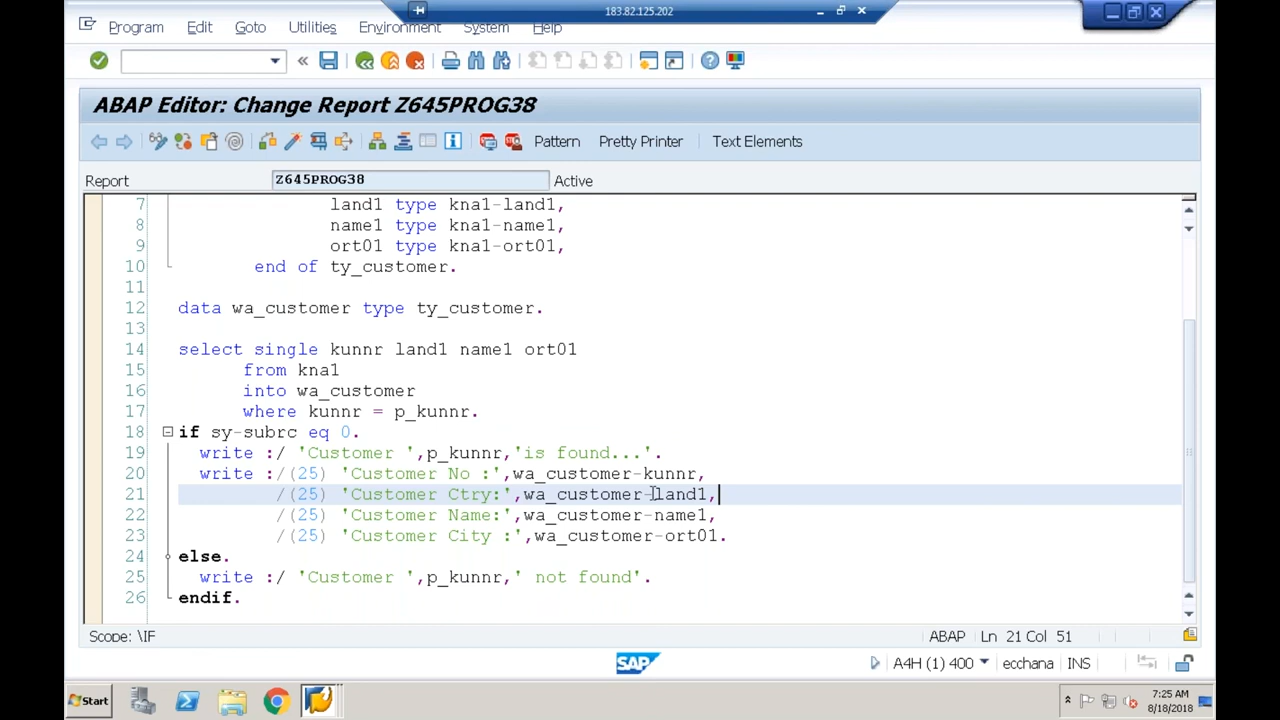 183.82.125.202
Program Edit Goto Utilities Environment System Help
ABAP Editor: Change Report Z645PROG38
Pattern Pretty Printer Text Elements
Report Z645PROG38 Active
7 land1 type kna1-land1,
8 name1 type kna1-name1,
9 ort01 type kna1-ort01,
10 end of ty_customer.
11
12 data wa_customer type ty_customer.
13
14 select single kunnr land1 name1 ort01
15 from kna1
16 into wa_customer
17 where kunnr = p_kunnr.
18 if sy-subrc eq 0.
19 write :/ 'Customer ',p_kunnr,'is found...'.
20 write :/(25) 'Customer No :',wa_customer-kunnr,
21 /(25) 'Customer Ctry:',wa_customer-land1,
22 /(25) 'Customer Name:',wa_customer-name1,
23 /(25) 'Customer City :',wa_customer-ort01.
24 else.
25 write :/ 'Customer ',p_kunnr,' not found'.
26 endif.
Scope: \IF ABAP Ln 21 Col 51
SAP A4H (1) 400 ecchana INS
Start 7:25 AM
8/18/2018